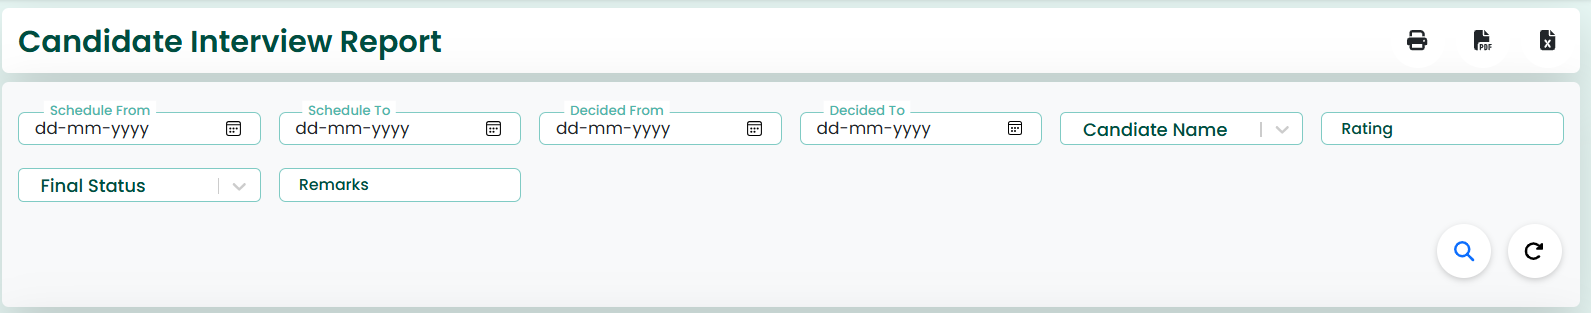 Candidate Interview Report
PDF
X
Schedule From Schedule To Decided From Decided To
dd-mm-yyyy dd-mm-yyyy dd-mm-yyyy dd-mm-yyyy Candiate Name Rating
Final Status Remarks